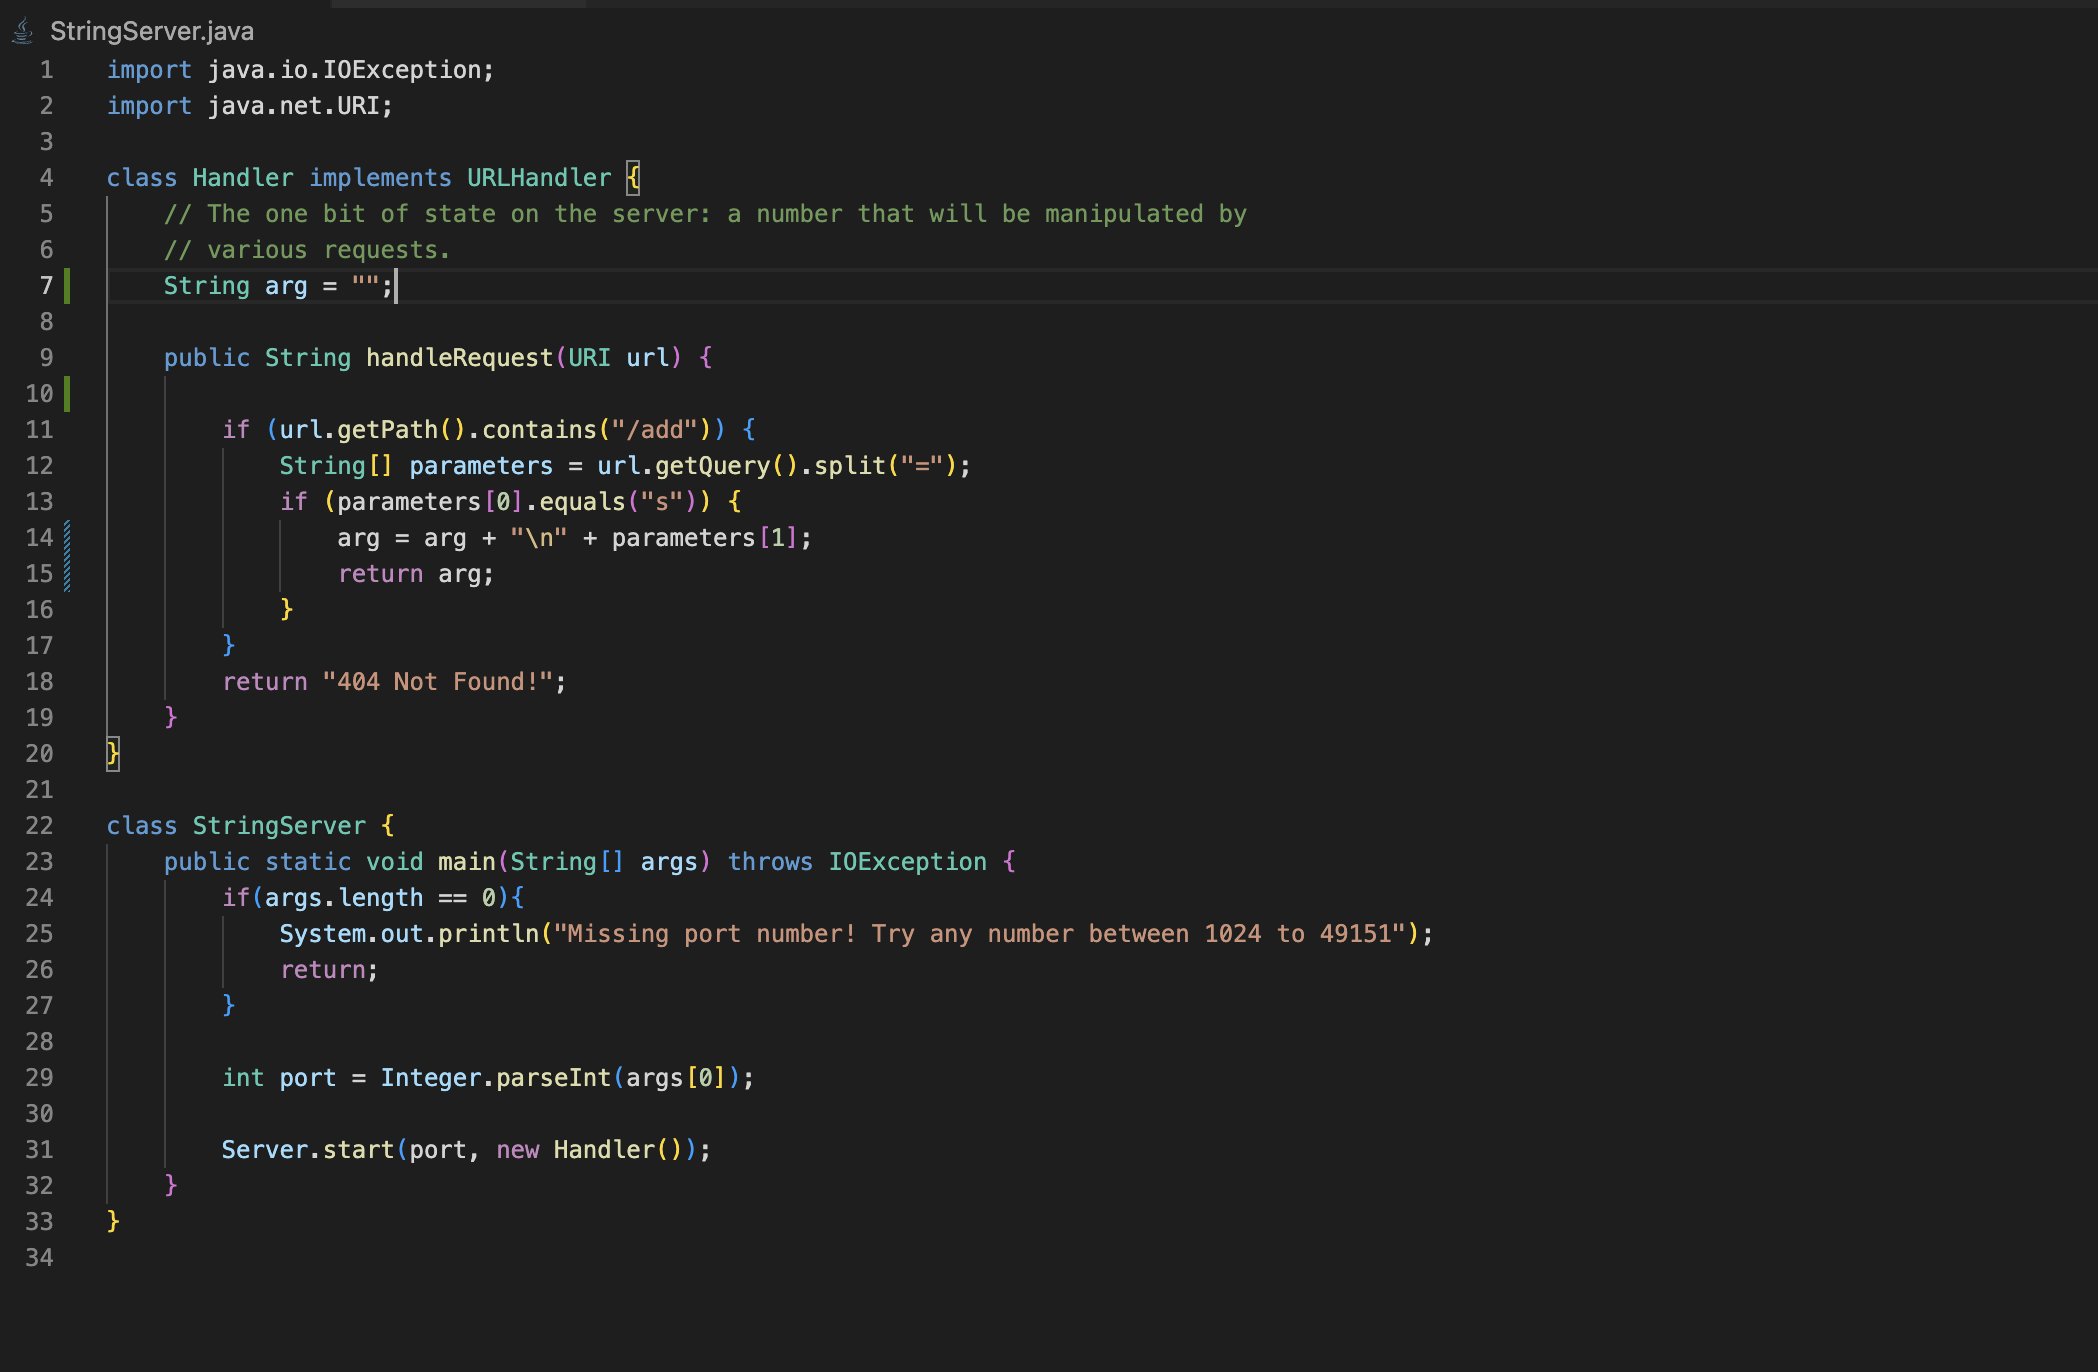 StringServer.java
1 import java.io.IOException;
2 import java.net.URI;
3
4 class Handler implements URLHandler {
5     // The one bit of state on the server: a number that will be manipulated by
6     // various requests.
7     String arg = "";
8
9     public String handleRequest(URI url) {
10
11         if (url.getPath().contains("/add")) {
12             String[] parameters = url.getQuery().split("=");
13             if (parameters[0].equals("s")) {
14                 arg = arg + "\n" + parameters[1];
15                 return arg;
16             }
17         }
18         return "404 Not Found!";
19     }
20 }
21
22 class StringServer {
23     public static void main(String[] args) throws IOException {
24         if(args.length == 0){
25             System.out.println("Missing port number! Try any number between 1024 to 49151");
26             return;
27         }
28
29         int port = Integer.parseInt(args[0]);
30
31         Server.start(port, new Handler());
32     }
33 }
34